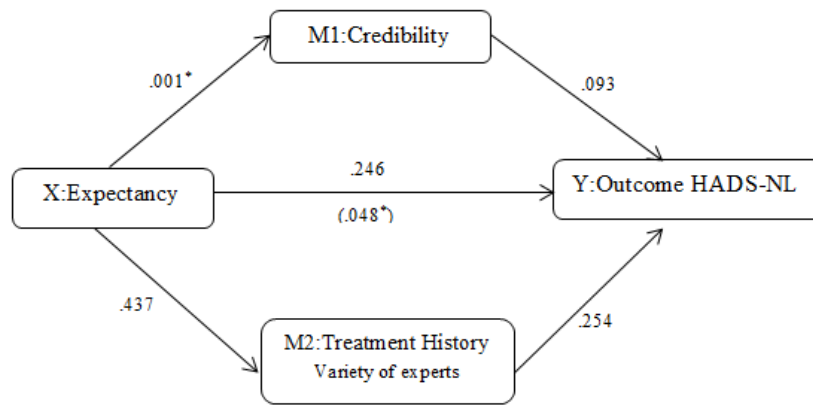 M1:Credibility
.001*
.093
X:Expectancy
.246
(.048*)
Y:Outcome HADS-NL
.437
.254
M2:Treatment History
Variety of experts